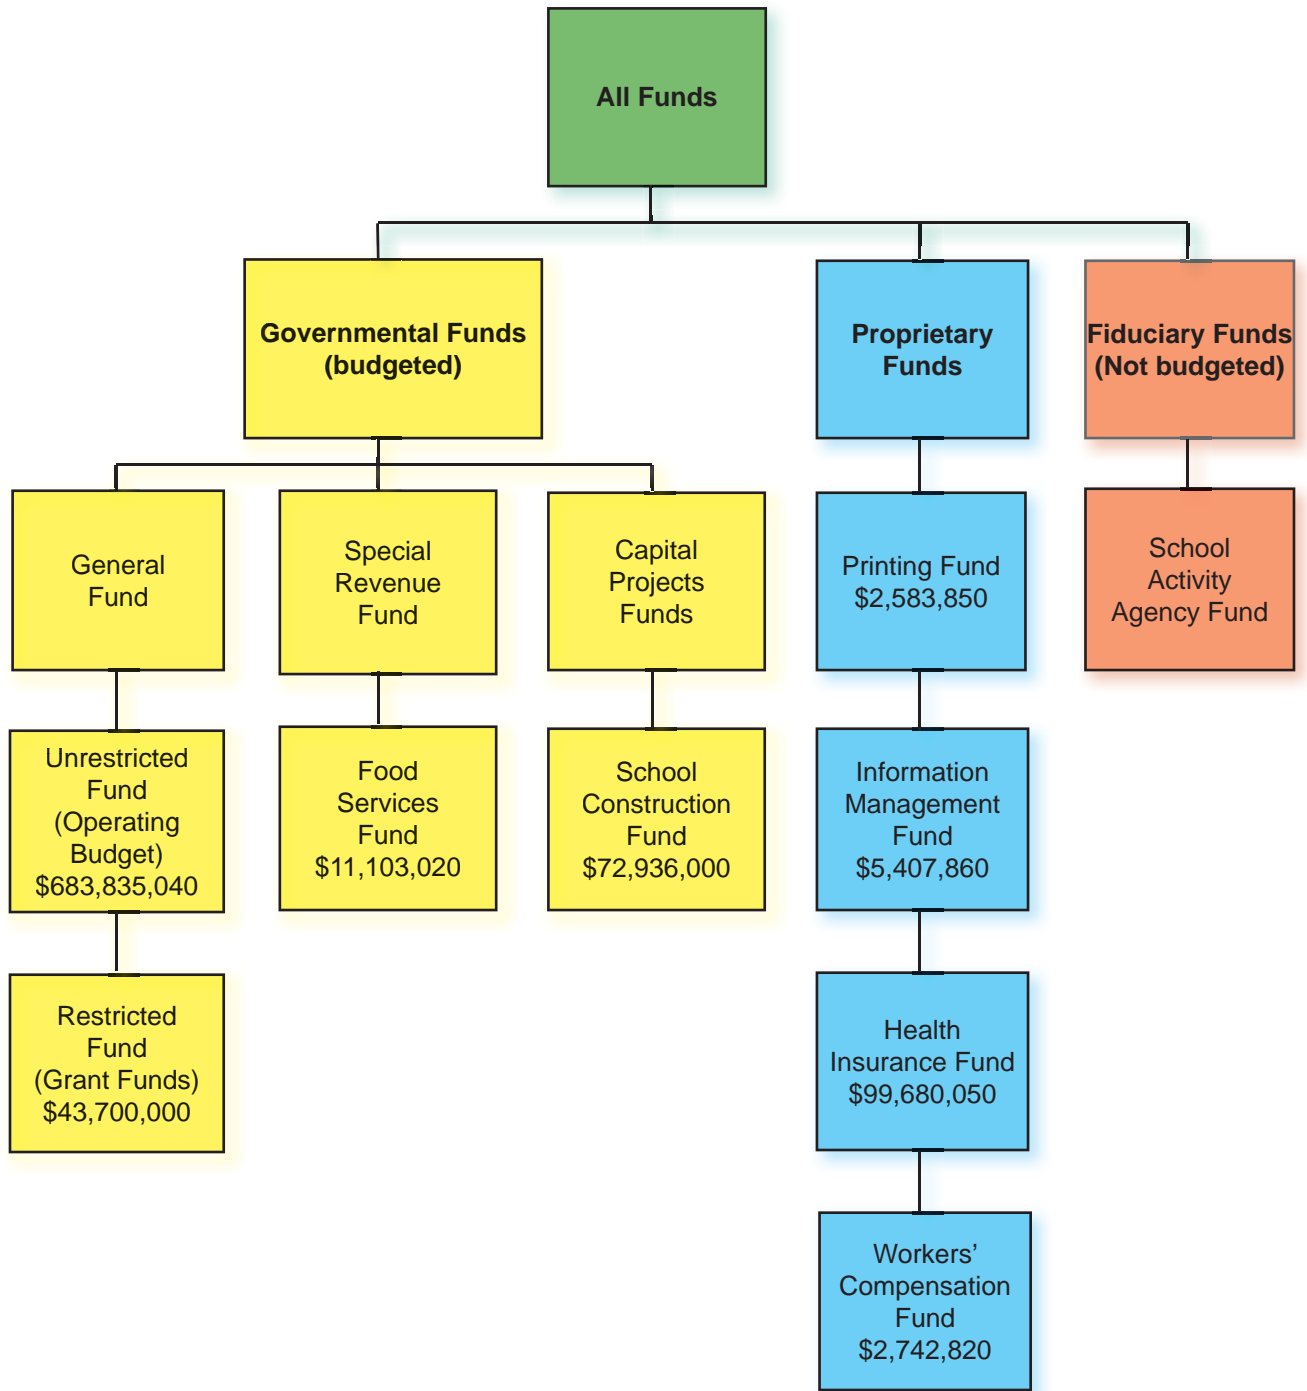 All Funds
Governmental Funds
(budgeted)
Proprietary
Funds
Fiduciary Funds
(Not budgeted)
General
Fund
Special
Revenue
Fund
Capital
Projects
Funds
Printing Fund
$2,583,850
School
Activity
Agency Fund
Unrestricted
Fund
(Operating
Budget)
$683,835,040
Food
Services
Fund
$11,103,020
School
Construction
Fund
$72,936,000
Information
Management
Fund
$5,407,860
Restricted
Fund
(Grant Funds)
$43,700,000
Health
Insurance Fund
$99,680,050
Workers’
Compensation
Fund
$2,742,820